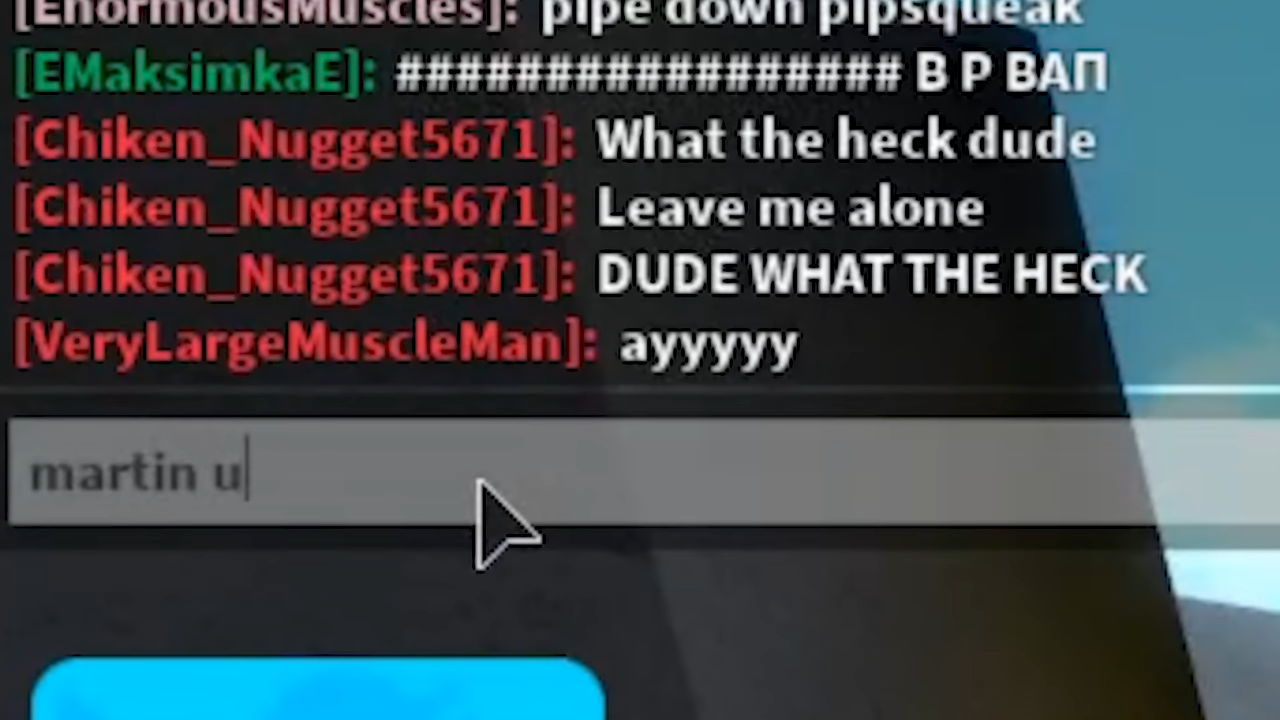 [EnormousMuscles]: pipe down pipsqueak
[EMaksimkaE]: ################# В Р ВАП
[Chiken_Nugget5671]: What the heck dude
[Chiken_Nugget5671]: Leave me alone
[Chiken_Nugget5671]: DUDE WHAT THE HECK
[VeryLargeMuscleMan]: ayyyyy
martin u